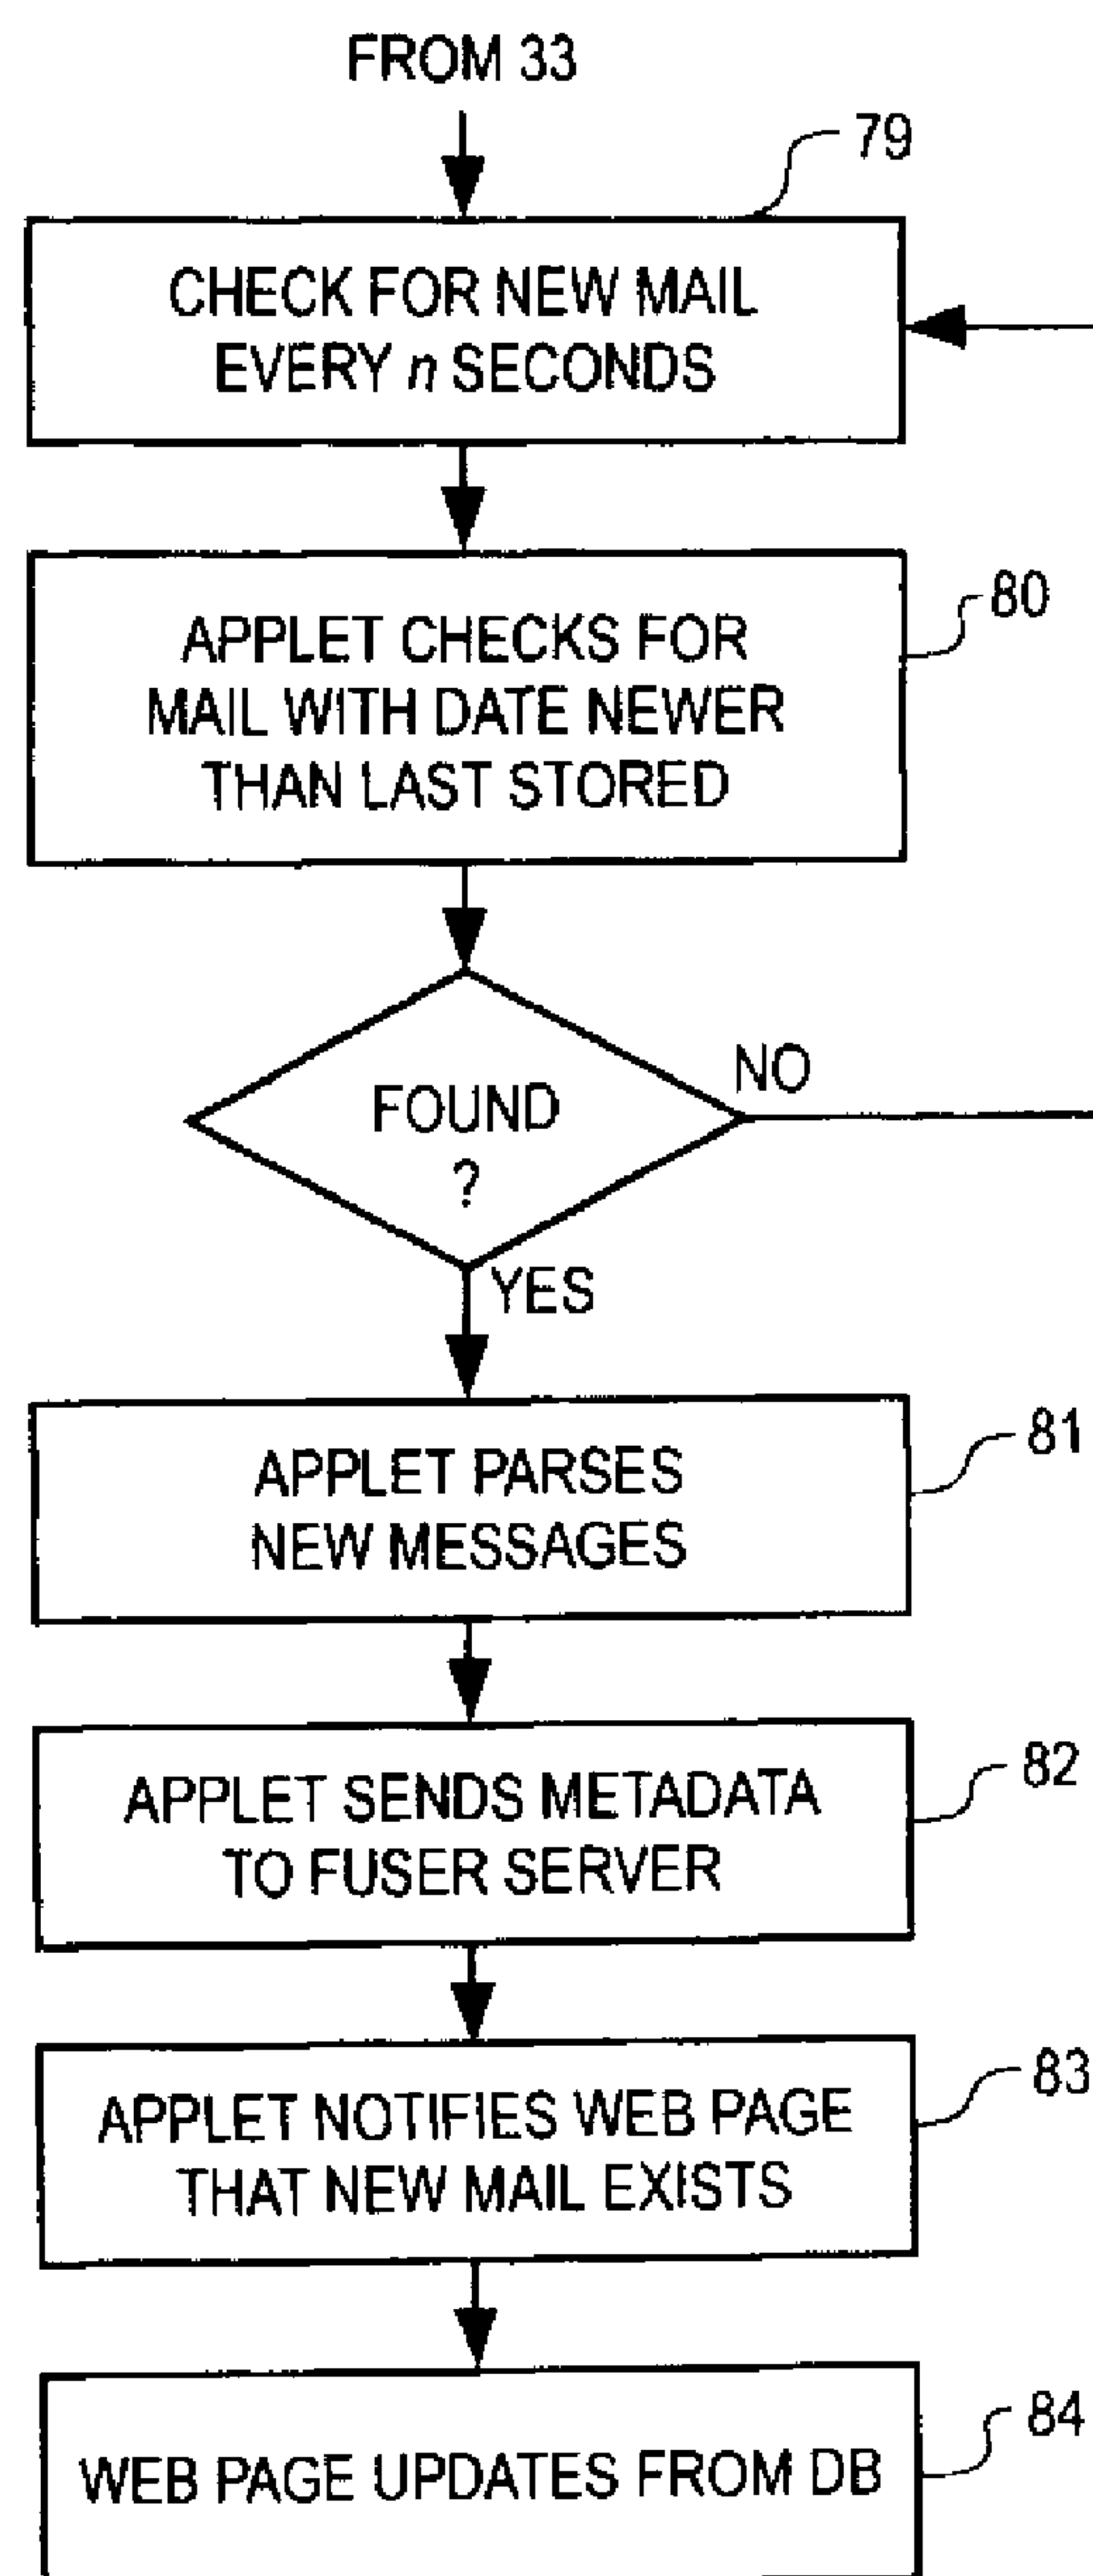 FROM 33
79
CHECK FOR NEW MAIL
EVERY n SECONDS
80
APPLET CHECKS FOR
MAIL WITH DATE NEWER
THAN LAST STORED
FOUND
?
NO
YES
81
APPLET PARSES
NEW MESSAGES
82
APPLET SENDS METADATA
TO FUSER SERVER
83
APPLET NOTIFIES WEB PAGE
THAT NEW MAIL EXISTS
84
WEB PAGE UPDATES FROM DB